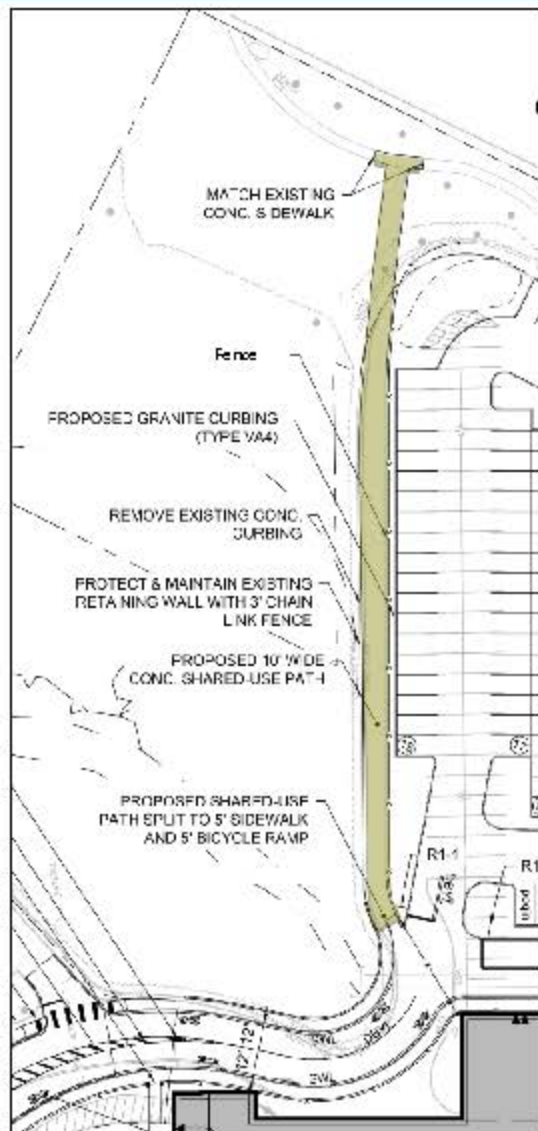 MATCH EXISTING
CONC. SIDEWALK
Fence
PROPOSED GRANITE CURBING
(TYPE VA4)
REMOVE EXISTING CONC.
CURBING
PROTECT & MAINTAIN EXISTING
RETAINING WALL WITH 3' CHAIN
LINK FENCE
PROPOSED 10' WIDE
CONC. SHARED-USE PATH
PROPOSED SHARED-USE
PATH SPLIT TO 5' SIDEWALK
AND 5' BICYCLE RAMP
R1-1
R1
12' 12'